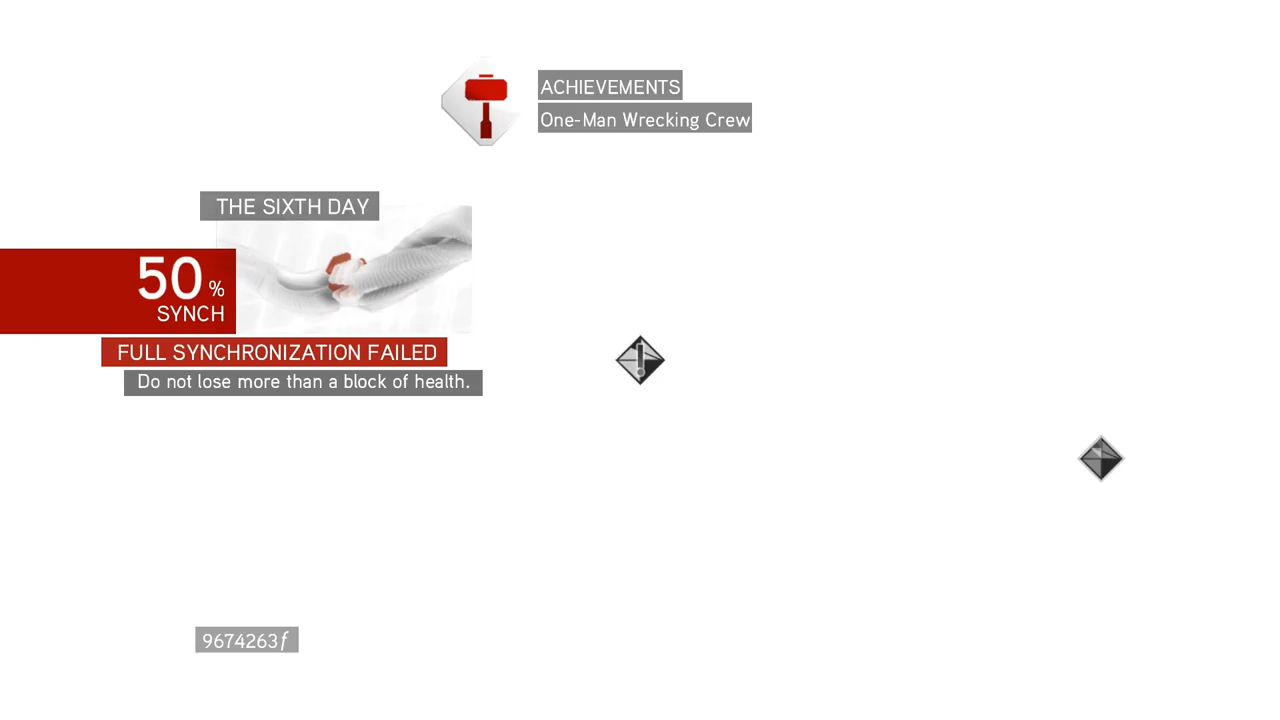 ACHIEVEMENTS
One-Man Wrecking Crew
THE SIXTH DAY
50 %
SYNCH
FULL SYNCHRONIZATION FAILED
Do not lose more than a block of health.
9674263ƒ